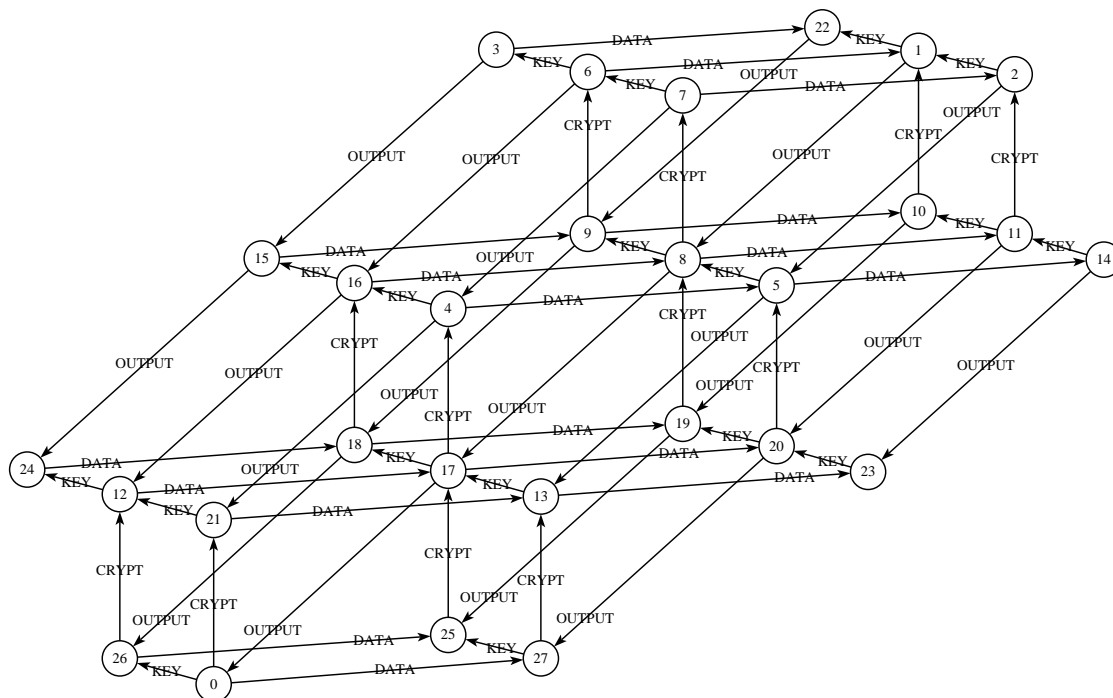 22
3
DATA
KEY
1
KEY
6
DATA
KEY
2
7
KEY
DATA
OUTPUT
OUTPUT
CRYPT
OUTPUT
OUTPUT
OUTPUT
CRYPT
CRYPT
CRYPT
10
9
DATA
KEY
11
15
DATA
KEY
DATA
KEY
14
OUTPUT
8
KEY
16
DATA
KEY
5
DATA
4
KEY
DATA
CRYPT
OUTPUT
CRYPT
OUTPUT
OUTPUT
OUTPUT
CRYPT
CRYPT
OUTPUT
OUTPUT
OUTPUT
OUTPUT
19
DATA
KEY
18
20
24
DATA
KEY
DATA
KEY
23
OUTPUT
17
KEY
12
DATA
KEY
13
21
KEY
DATA
CRYPT
CRYPT
CRYPT
CRYPT
OUTPUT
OUTPUT
OUTPUT
OUTPUT
25
DATA
KEY
27
26
KEY
DATA
0